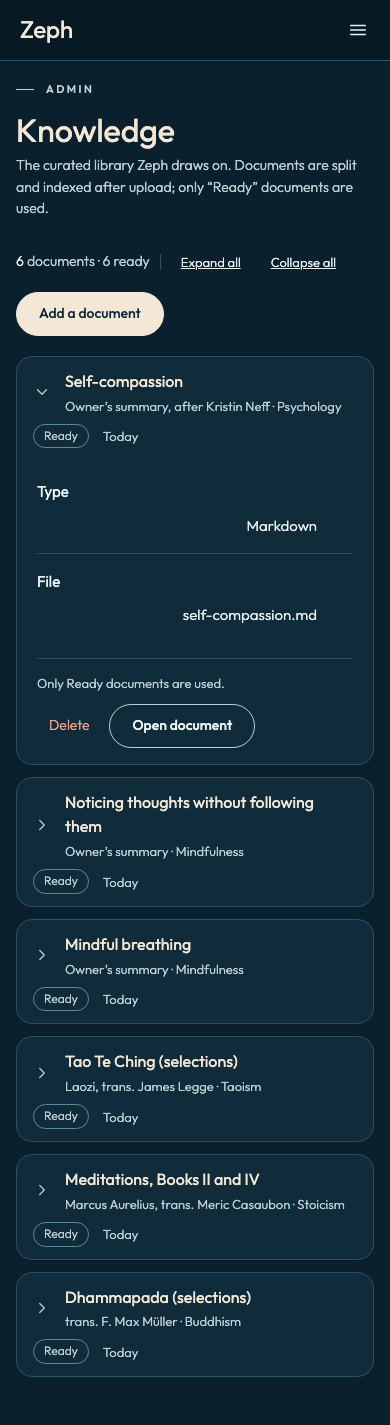 Zeph
ADMIN
Knowledge
The curated library Zeph draws on. Documents are split
and indexed after upload; only “Ready” documents are
used.
6 documents · 6 ready
Expand all
Collapse all
Add a document
Self-compassion
Owner's summary, after Kristin Neff · Psychology
Ready
Today
Type
Markdown
File
self-compassion.md
Only Ready documents are used.
Delete
Open document
Noticing thoughts without following
them
Owner's summary · Mindfulness
Ready
Today
Mindful breathing
Owner's summary · Mindfulness
Ready
Today
Tao Te Ching (selections)
Laozi, trans. James Legge · Taoism
Ready
Today
Meditations, Books II and IV
Marcus Aurelius, trans. Meric Casaubon · Stoicism
Ready
Today
Dhammapada (selections)
trans. F. Max Müller · Buddhism
Ready
Today